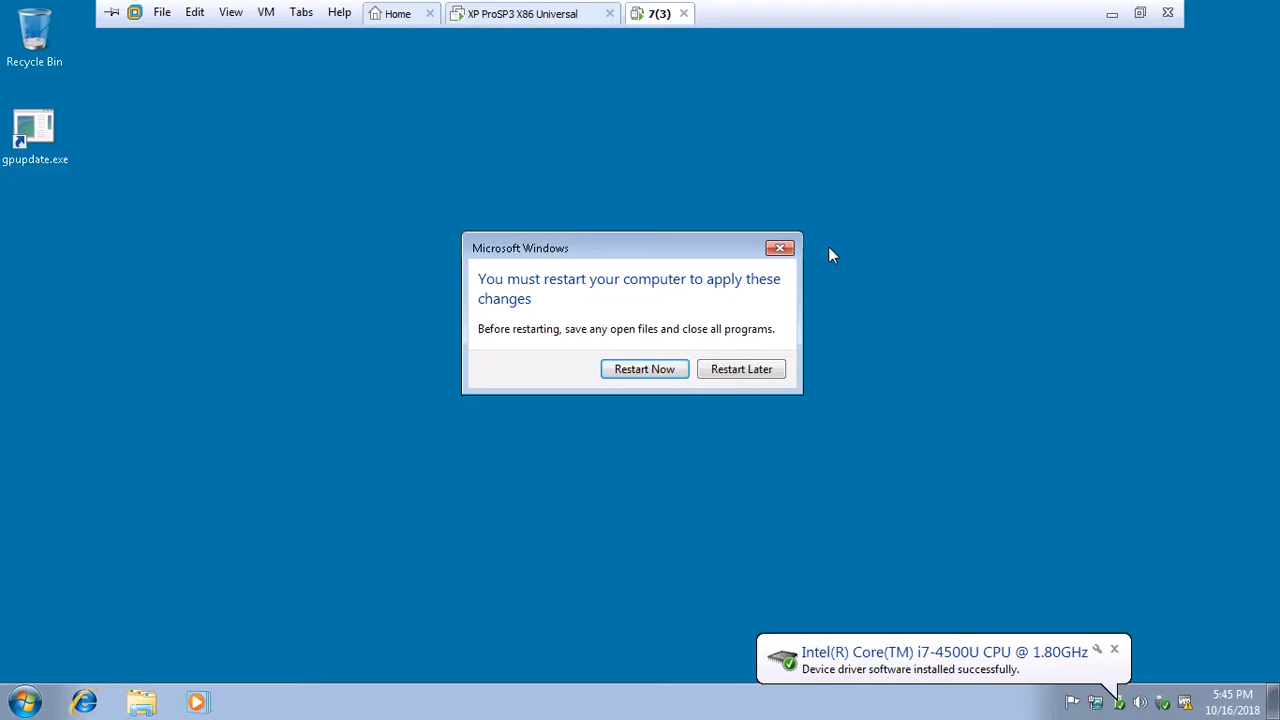 File Edit View VM Tabs Help Home XP ProSP3 X86 Universal 7(3)
Recycle Bin
gpupdate.exe
Microsoft Windows
You must restart your computer to apply these
changes
Before restarting, save any open files and close all programs.
Restart Now Restart Later
Intel(R) Core(TM) i7-4500U CPU @ 1.80GHz
Device driver software installed successfully.
5:45 PM
10/16/2018